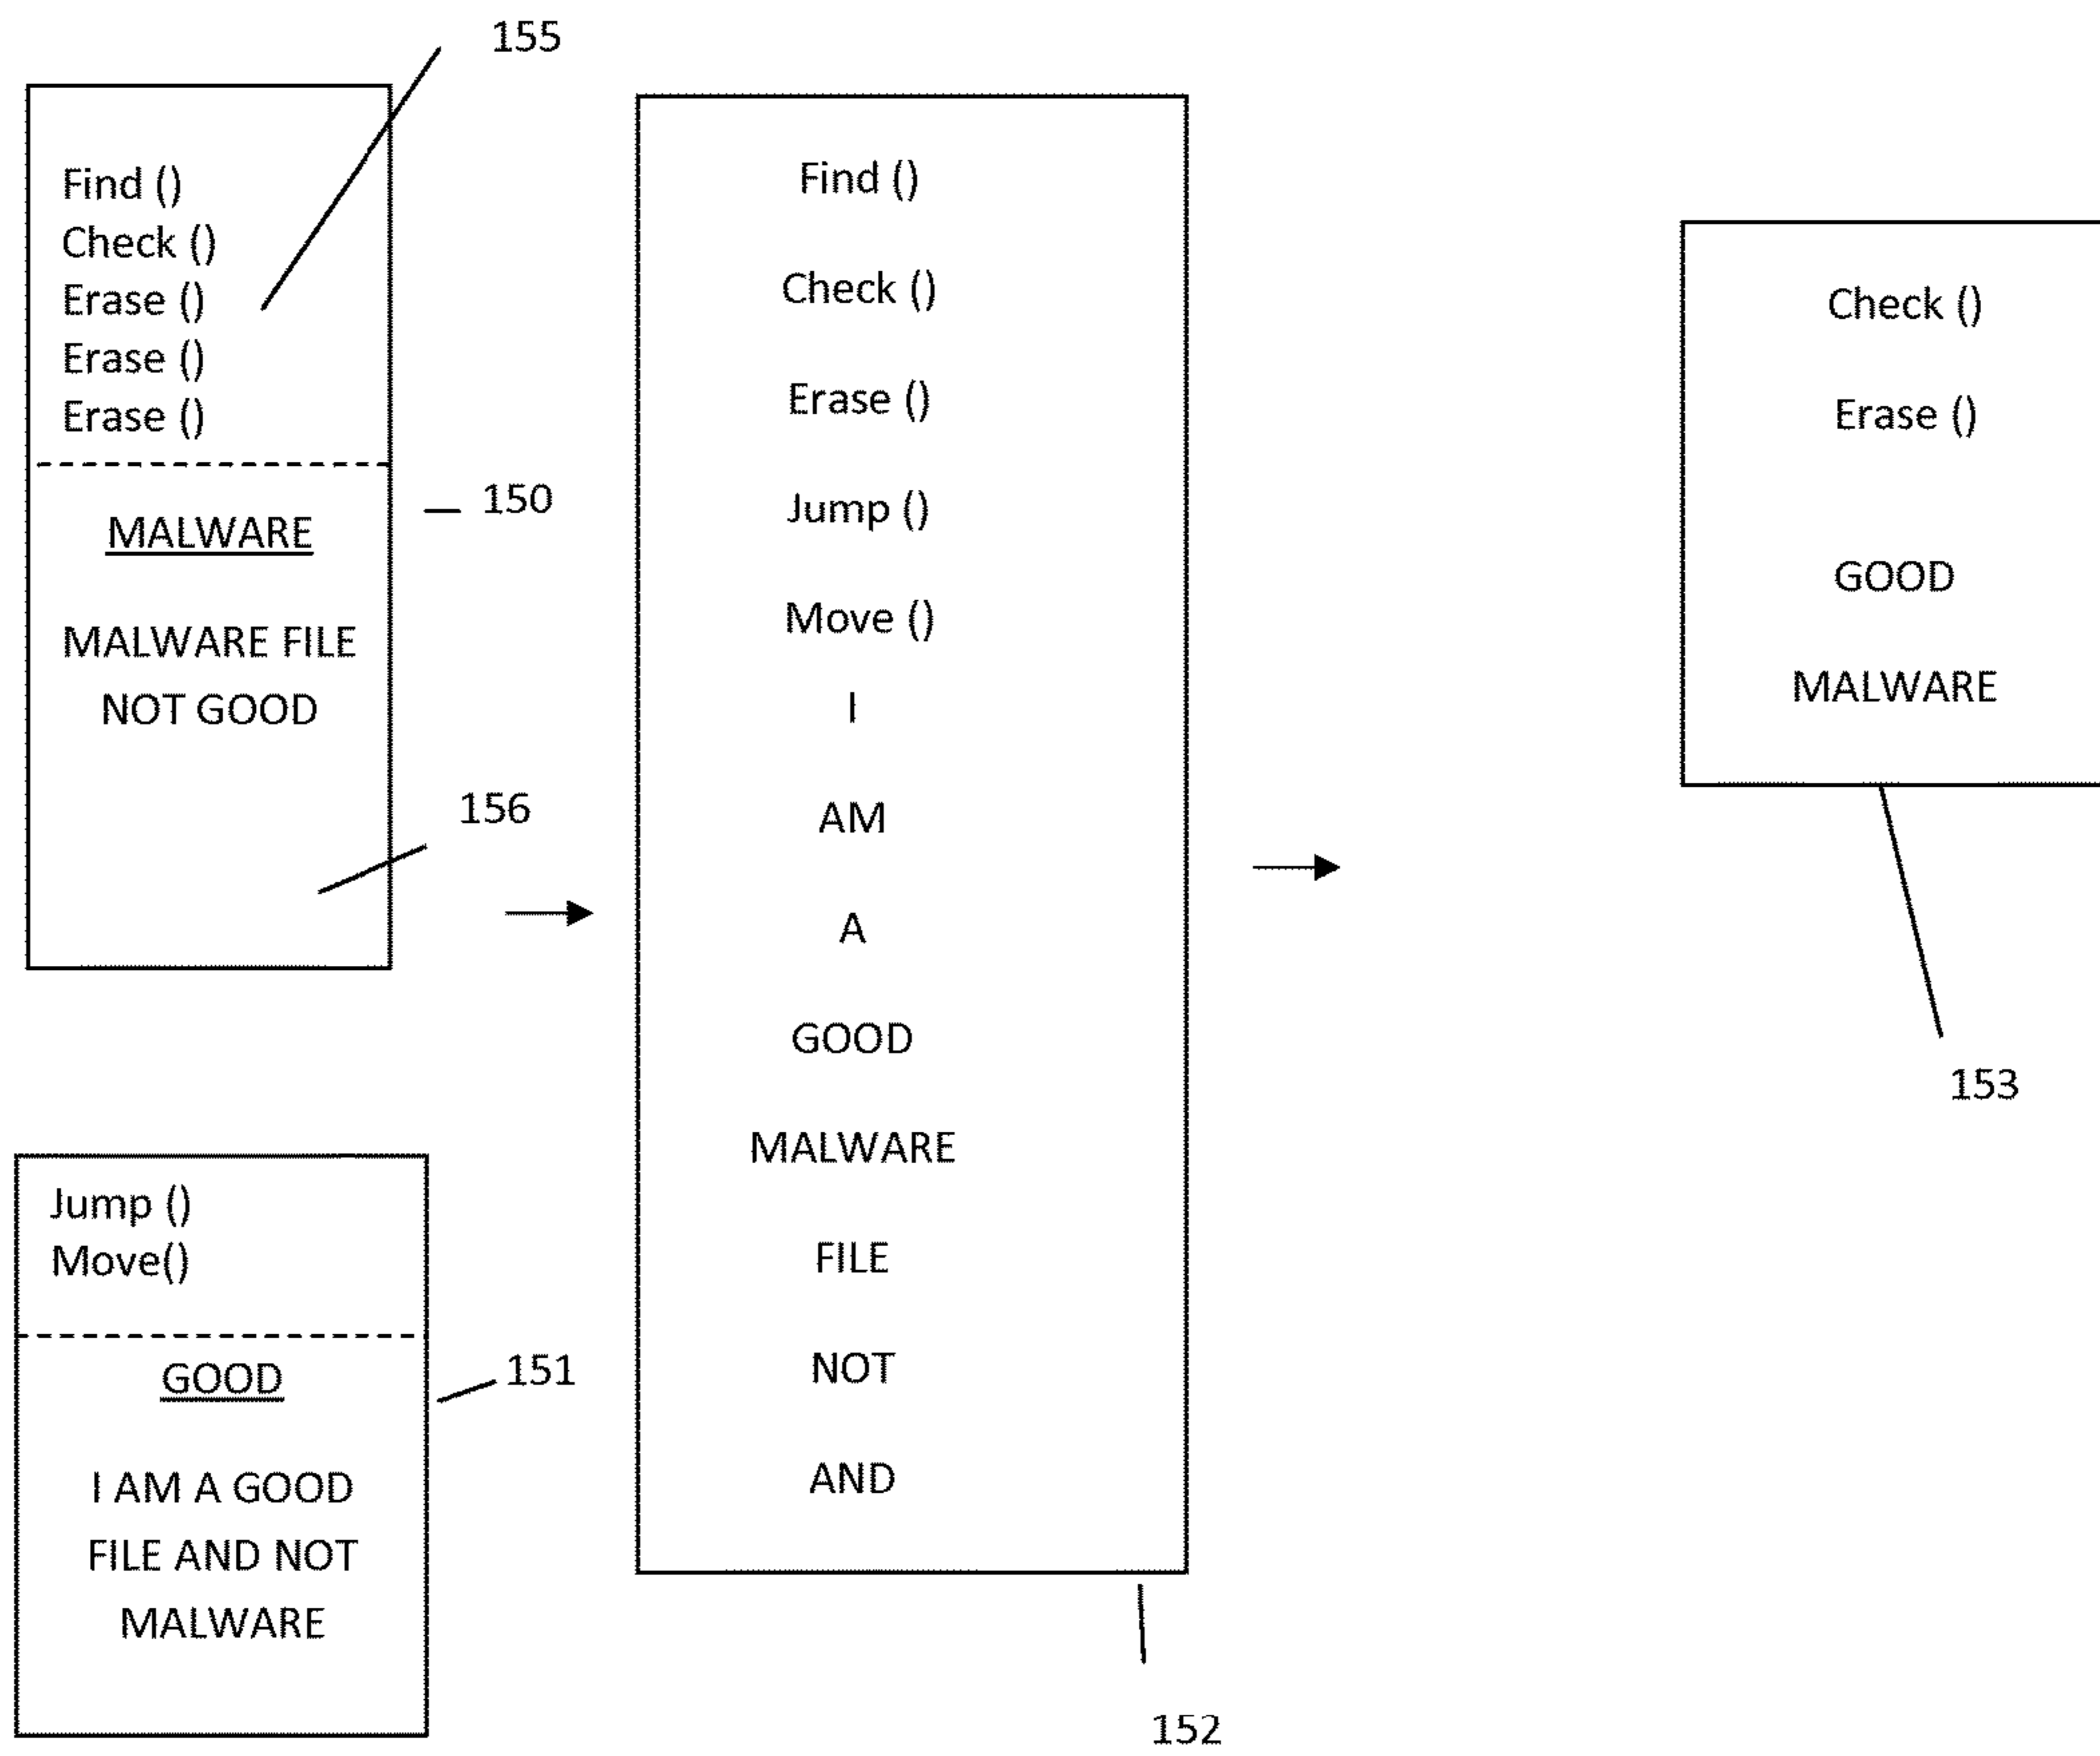 155
Find ()
Check ()
Erase ()
Erase ()
Erase ()
150
MALWARE
MALWARE FILE
NOT GOOD
156
Jump ()
Move()
GOOD
151
I AM A GOOD
FILE AND NOT
MALWARE
Find ()
Check ()
Erase ()
Jump ()
Move ()
I
AM
A
GOOD
MALWARE
FILE
NOT
AND
152
Check ()
Erase ()
GOOD
MALWARE
153